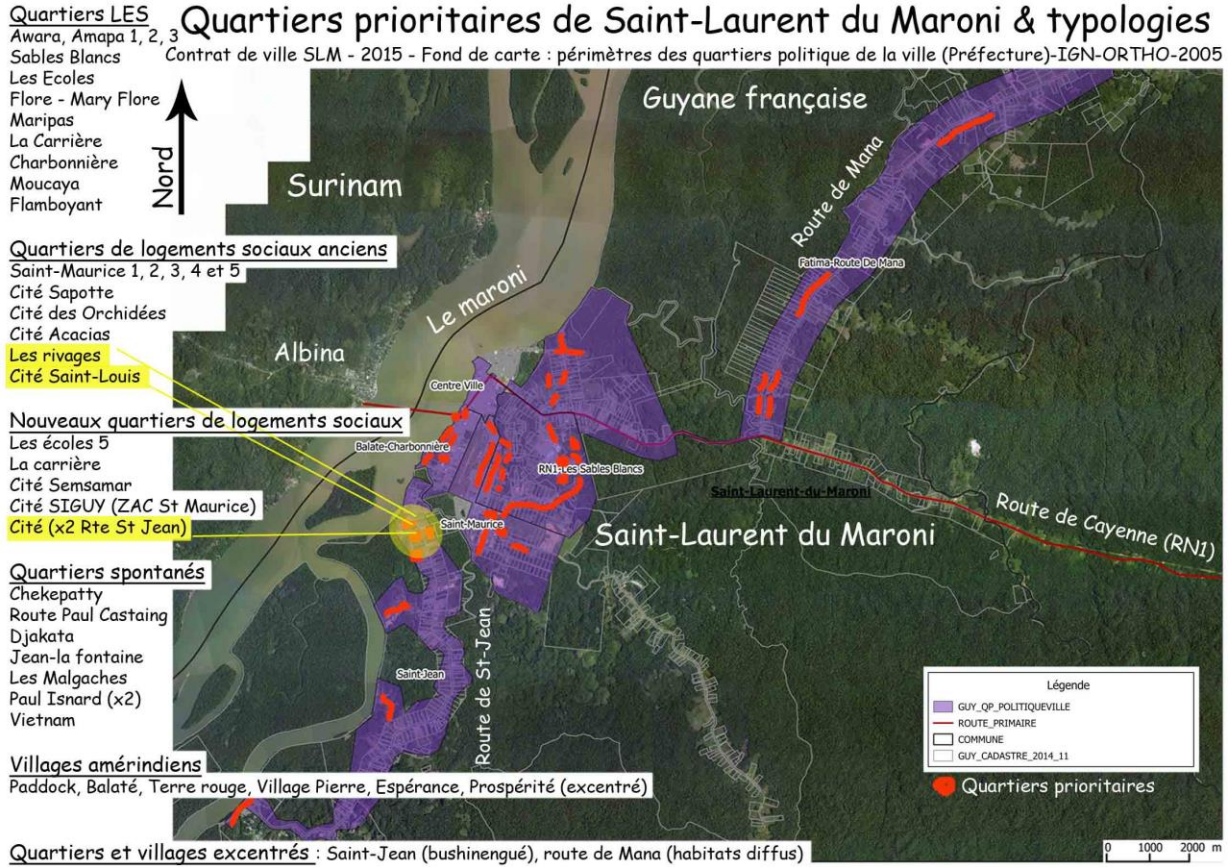 Quartiers prioritaires de Saint-Laurent du Maroni & typologies
Contrat de ville SLM - 2015 - Fond de carte : périmètres des quartiers politique de la ville (Préfecture)-IGN-ORTHO-2005
Quartiers LES
Awara, Amapa 1, 2, 3
Sables Blancs
Les Ecoles
Flore - Mary Flore
Maripas
La Carrière
Charbonnière
Moucaya
Flamboyant
Nord
Quartiers de logements sociaux anciens
Saint-Maurice 1, 2, 3, 4 et 5
Cité Sapotte
Cité des Orchidées
Cité Acacias
Les rivages
Cité Saint-Louis
Nouveaux quartiers de logements sociaux
Les écoles 5
La carrière
Cité Semsamar
Cité SIGUY (ZAC St Maurice)
Cité (x2 Rte St Jean)
Quartiers spontanés
Chekepatty
Route Paul Castaing
Djakata
Jean-la fontaine
Les Malgaches
Paul Isnard (x2)
Vietnam
Villages amérindiens
Paddock, Balaté, Terre rouge, Village Pierre, Espérance, Prospérité (excentré)
Quartiers et villages excentrés : Saint-Jean (bushinengué), route de Mana (habitats diffus)
Guyane française
Surinam
Route de Mana
Fatima-Route De Mana
Le maroni
Albina
Centre Ville
Balate-Charbonnière
RN1-Les Sables Blancs
Saint-Laurent-du-Maroni
Saint-Maurice
Saint-Laurent du Maroni
Route de Cayenne (RN1)
Saint-Jean
Route de St-Jean
Légende
GUY_QP_POLITIQUEVILLE
ROUTE_PRIMAIRE
COMMUNE
GUY_CADASTRE_2014_11
Quartiers prioritaires
0 1000 2000 m